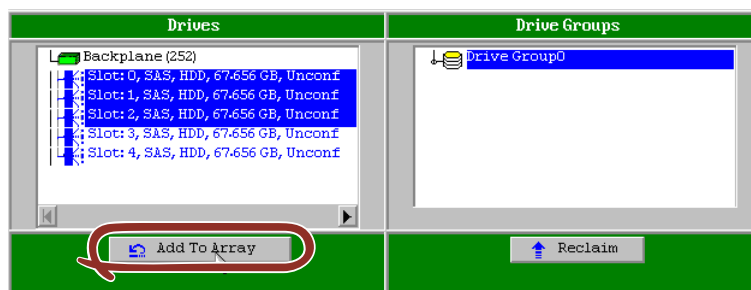 Drives
Backplane (252)
Slot: 0, SAS, HDD, 67.656 GB, Unconf
Slot: 1, SAS, HDD, 67.656 GB, Unconf
Slot: 2, SAS, HDD, 67.656 GB, Unconf
Slot: 3, SAS, HDD, 67.656 GB, Unconf
Slot: 4, SAS, HDD, 67.656 GB, Unconf
Add To Array
Drive Groups
Drive Group0
Reclaim